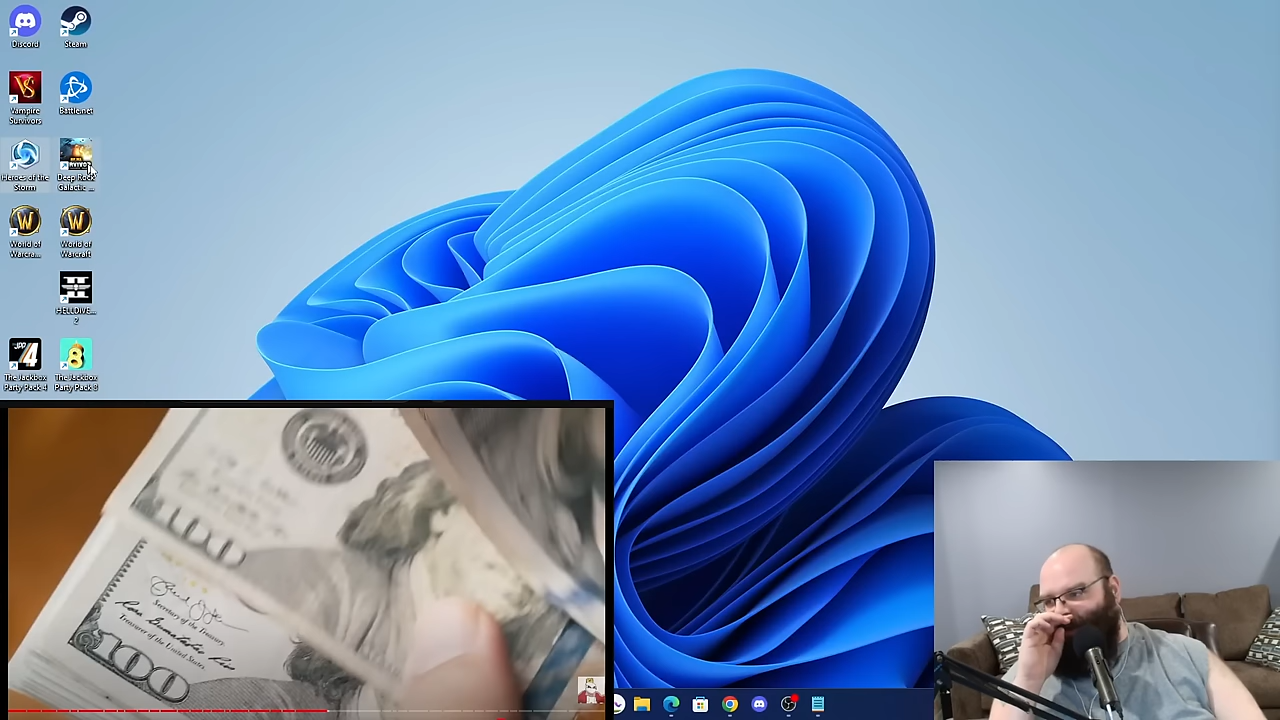 Discord
Steam
Vampire
Survivors
Battle.net
Heroes of the
Storm
Deep Rock
Galactic ...
World of
Warcra...
World of
Warcraft
HELLDIVE...
2
The Jackbox
Party Pack 4
The Jackbox
Party Pack 8
100
Secretary of the Treasury
Treasurer of the United States.
100